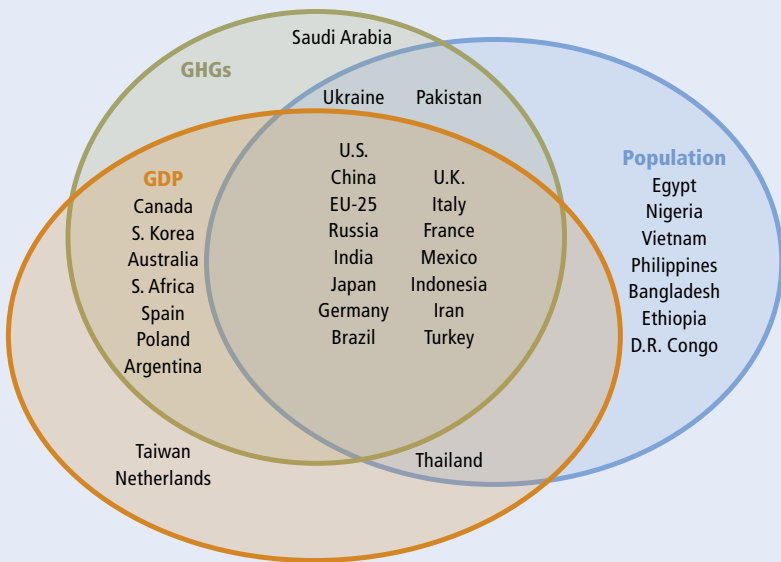 Saudi Arabia
GHGs
Ukraine
Pakistan
GDP
Canada
S. Korea
Australia
S. Africa
Spain
Poland
Argentina
U.S.
China
EU-25
Russia
India
Japan
Germany
Brazil
U.K.
Italy
France
Mexico
Indonesia
Iran
Turkey
Population
Egypt
Nigeria
Vietnam
Philippines
Bangladesh
Ethiopia
D.R. Congo
Taiwan
Netherlands
Thailand